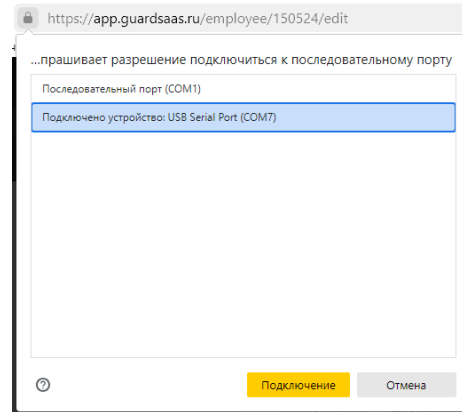 https://app.guardsaas.ru/employee/150524/edit
...прашивает разрешение подключиться к последовательному порту
Последовательный порт (COM1)
Подключено устройство: USB Serial Port (COM7)
Подключение
Отмена